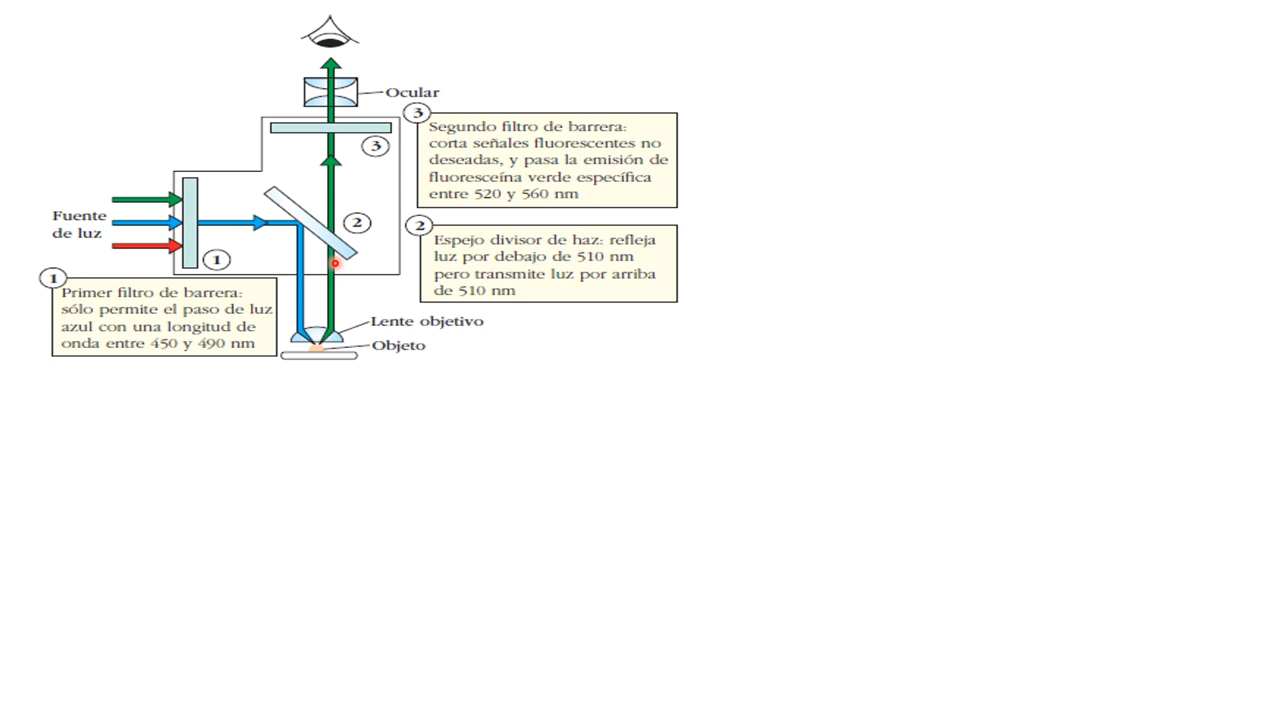 Ocular
3
Segundo filtro de barrera:
corta señales fluorescentes no
deseadas, y pasa la emisión de
fluoresceína verde específica
entre 520 y 560 nm
3
Fuente
de luz
2
1
2
Espejo divisor de haz: refleja
luz por debajo de 510 nm
pero transmite luz por arriba
de 510 nm
1
Primer filtro de barrera:
sólo permite el paso de luz
azul con una longitud de
onda entre 450 y 490 nm
Lente objetivo
Objeto